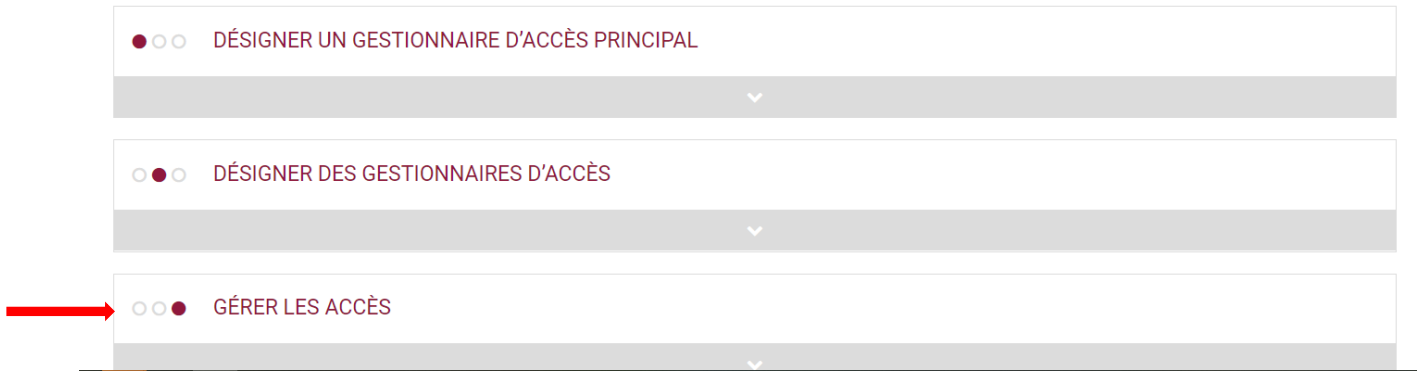 DÉSIGNER UN GESTIONNAIRE D’ACCÈS PRINCIPAL
DÉSIGNER DES GESTIONNAIRES D’ACCÈS
GÉRER LES ACCÈS